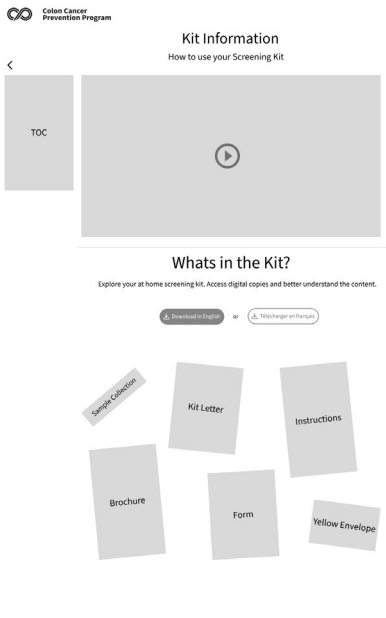 Colon Cancer
Prevention Program
Kit Information
How to use your Screening Kit
TOC
Whats in the Kit?
Explore your at home screening kit. Access digital copies and better understand the content.
Download in English or Télécharger en français
Sample Collection
Kit Letter
Instructions
Brochure
Form
Yellow Envelope